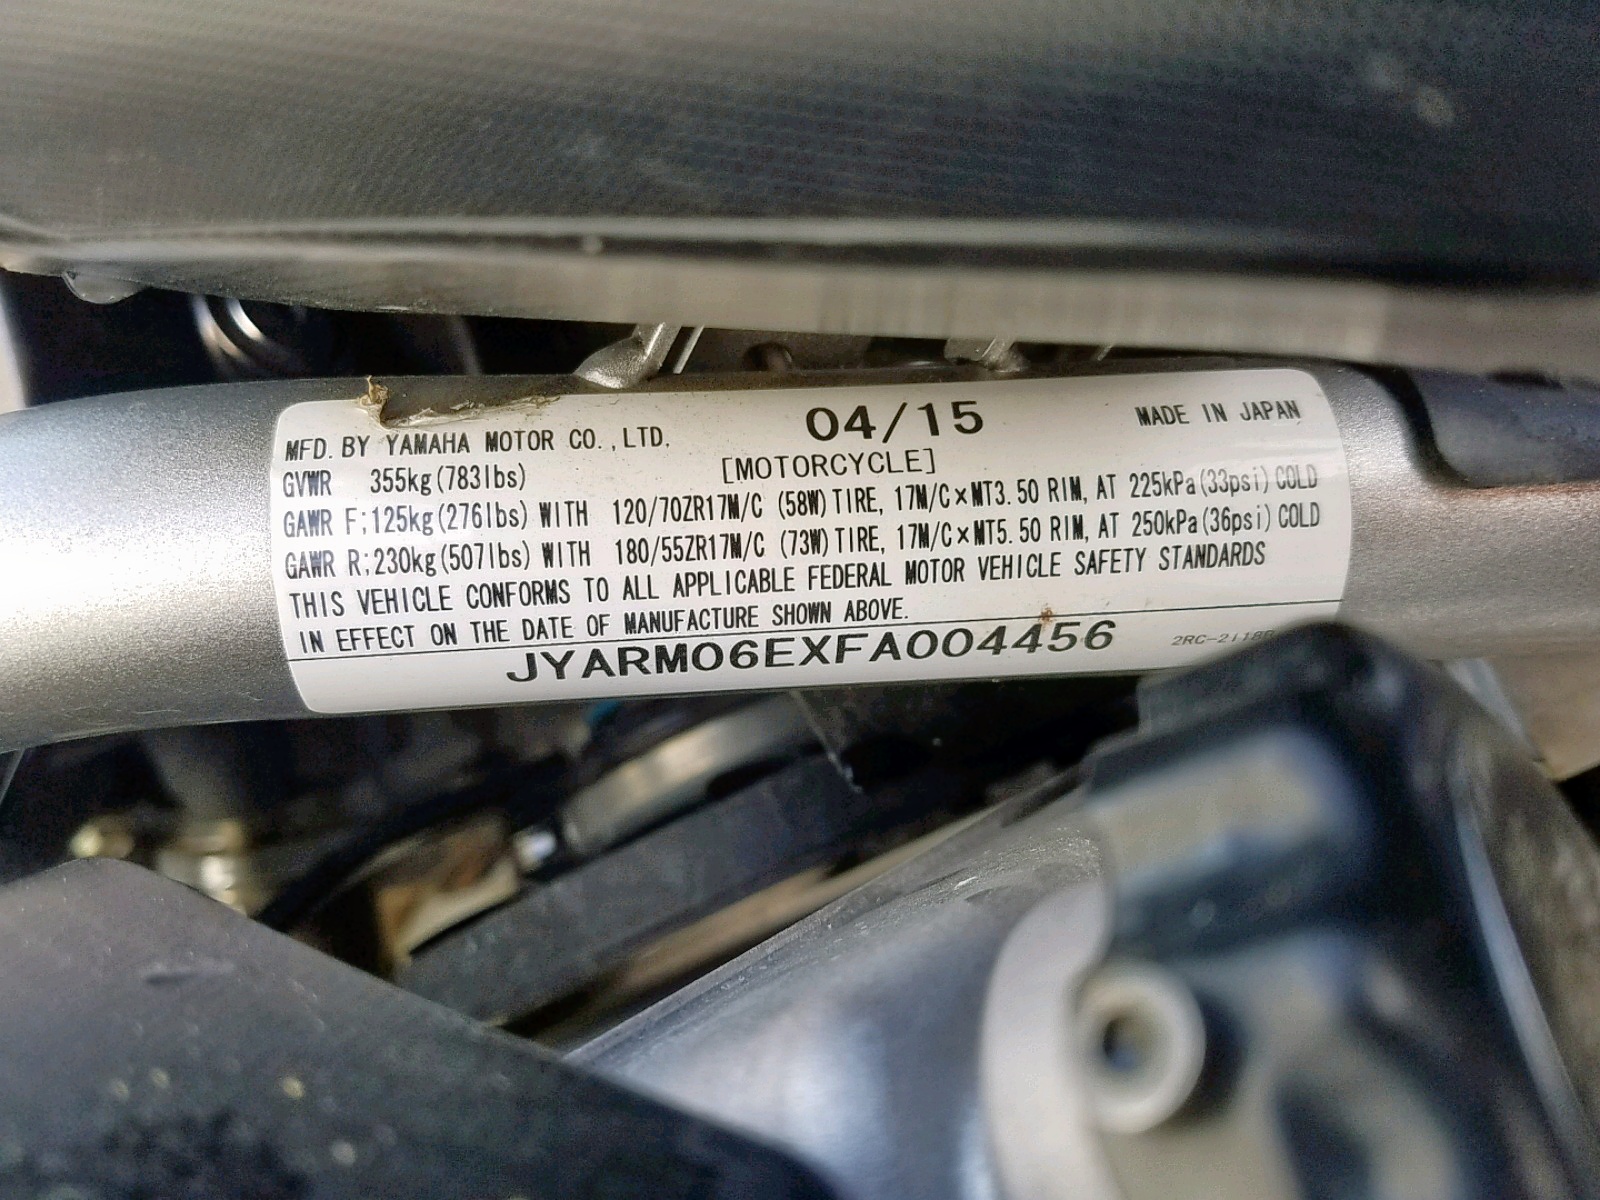 MFD. BY YAMAHA MOTOR CO., LTD. 04/15 MADE IN JAPAN
GVWR 355kg(783lbs) [MOTORCYCLE]
GAWR F;125kg(276lbs) WITH 120/70ZR17M/C (58W) TIRE, 17M/C×MT3.50 RIM, AT 225kPa(33psi) COLD
GAWR R;230kg(507lbs) WITH 180/55ZR17M/C (73W) TIRE, 17M/C×MT5.50 RIM, AT 250kPa(36psi) COLD
THIS VEHICLE CONFORMS TO ALL APPLICABLE FEDERAL MOTOR VEHICLE SAFETY STANDARDS
IN EFFECT ON THE DATE OF MANUFACTURE SHOWN ABOVE.
JYARM06EXFA004456